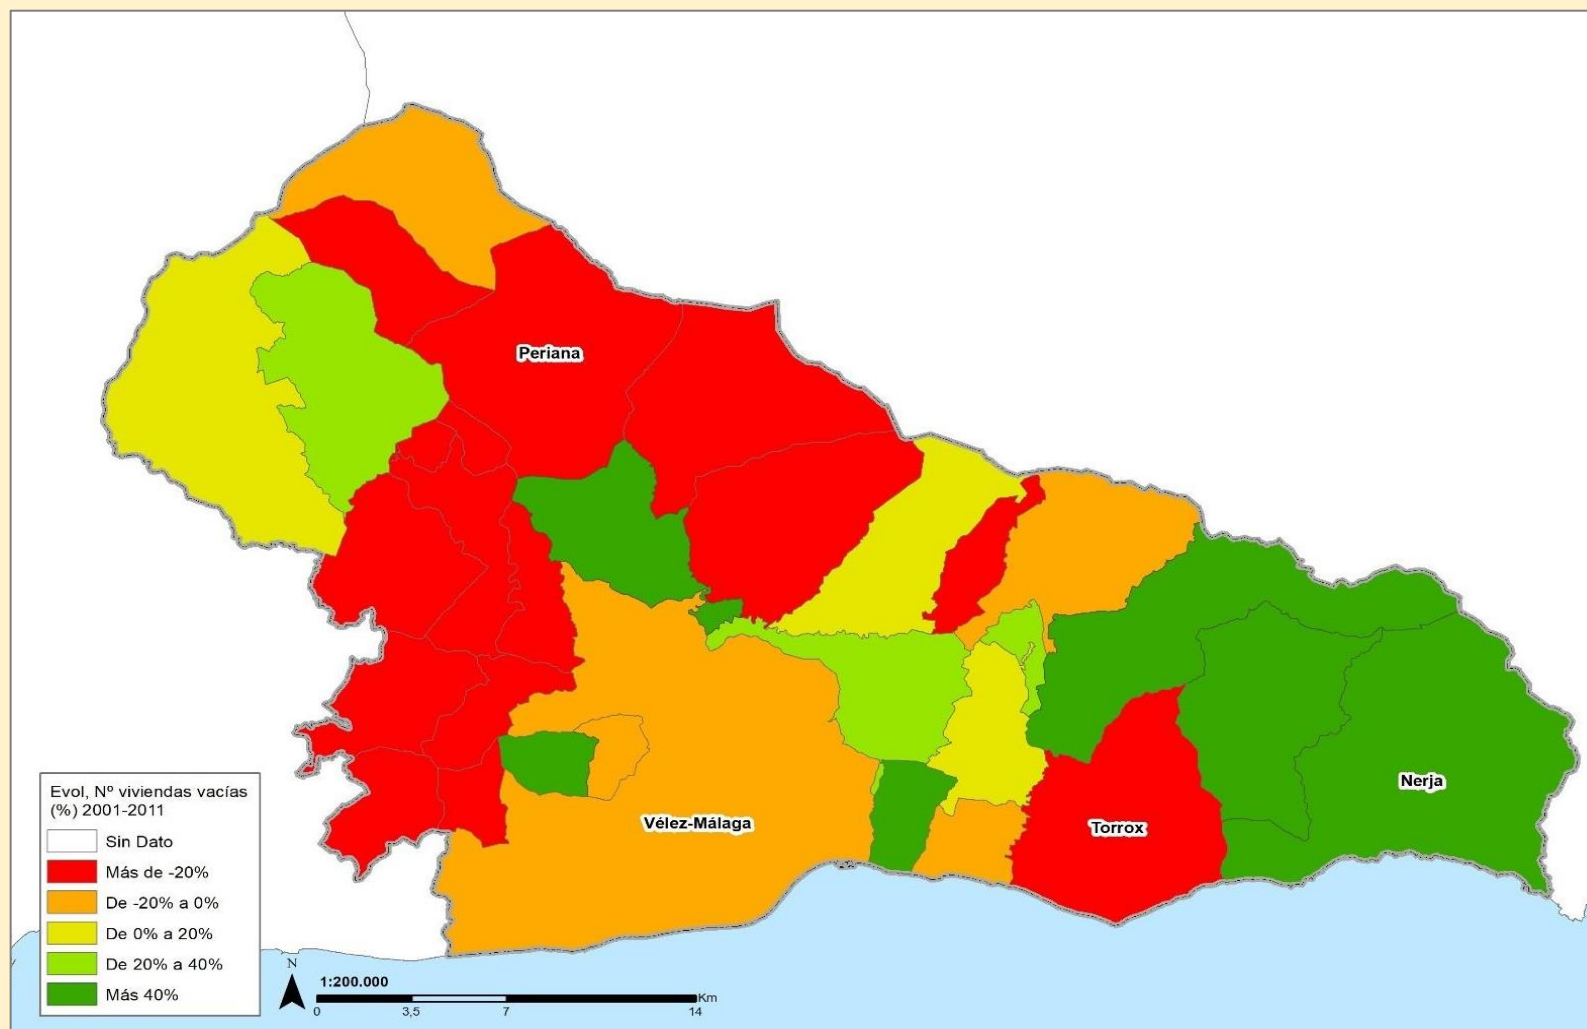 Periana
Nerja
Vélez-Málaga
Torrox
Evol, Nº viviendas vacías
(%) 2001-2011
Sin Dato
Más de -20%
De -20% a 0%
De 0% a 20%
De 20% a 40%
Más 40%
N
1:200.000
Km
0 3,5 7 14